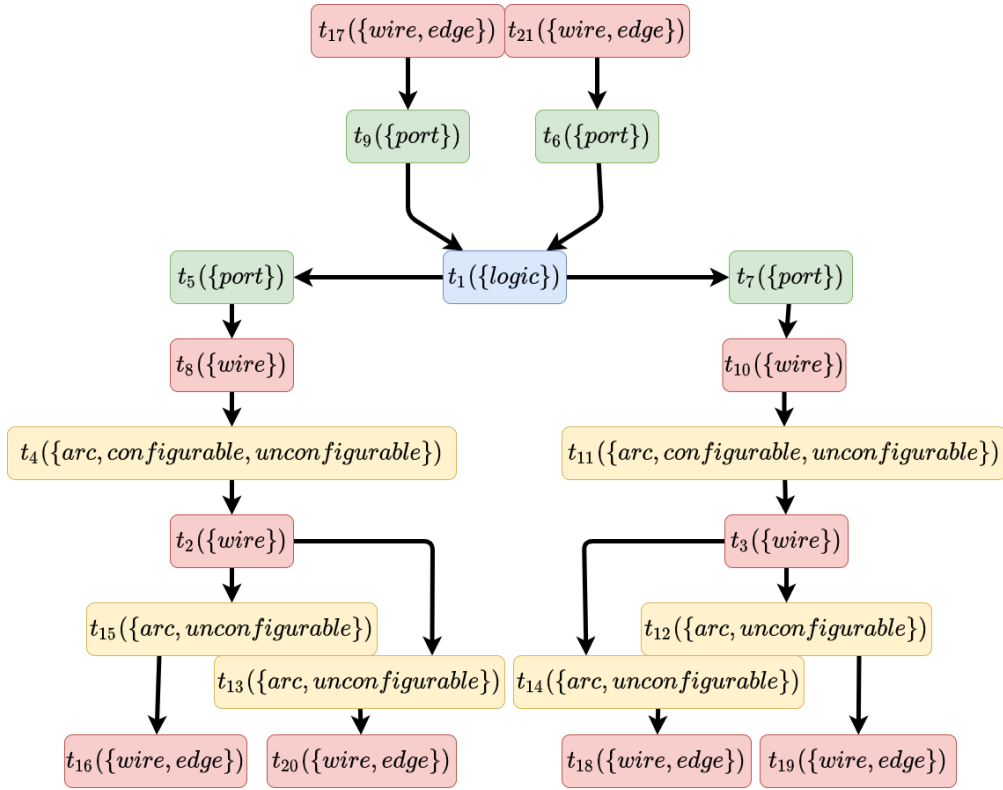 t₁₇({wire, edge}) t₂₁({wire, edge})
t₉({port}) t₆({port})
t₅({port}) t₁({logic}) t₇({port})
t₈({wire}) t₁₀({wire})
t₄({arc, configurable, unconfigurable}) t₁₁({arc, configurable, unconfigurable})
t₂({wire}) t₃({wire})
t₁₅({arc, unconfigurable}) t₁₂({arc, unconfigurable})
t₁₃({arc, unconfigurable}) t₁₄({arc, unconfigurable})
t₁₆({wire, edge}) t₂₀({wire, edge}) t₁₈({wire, edge}) t₁₉({wire, edge})